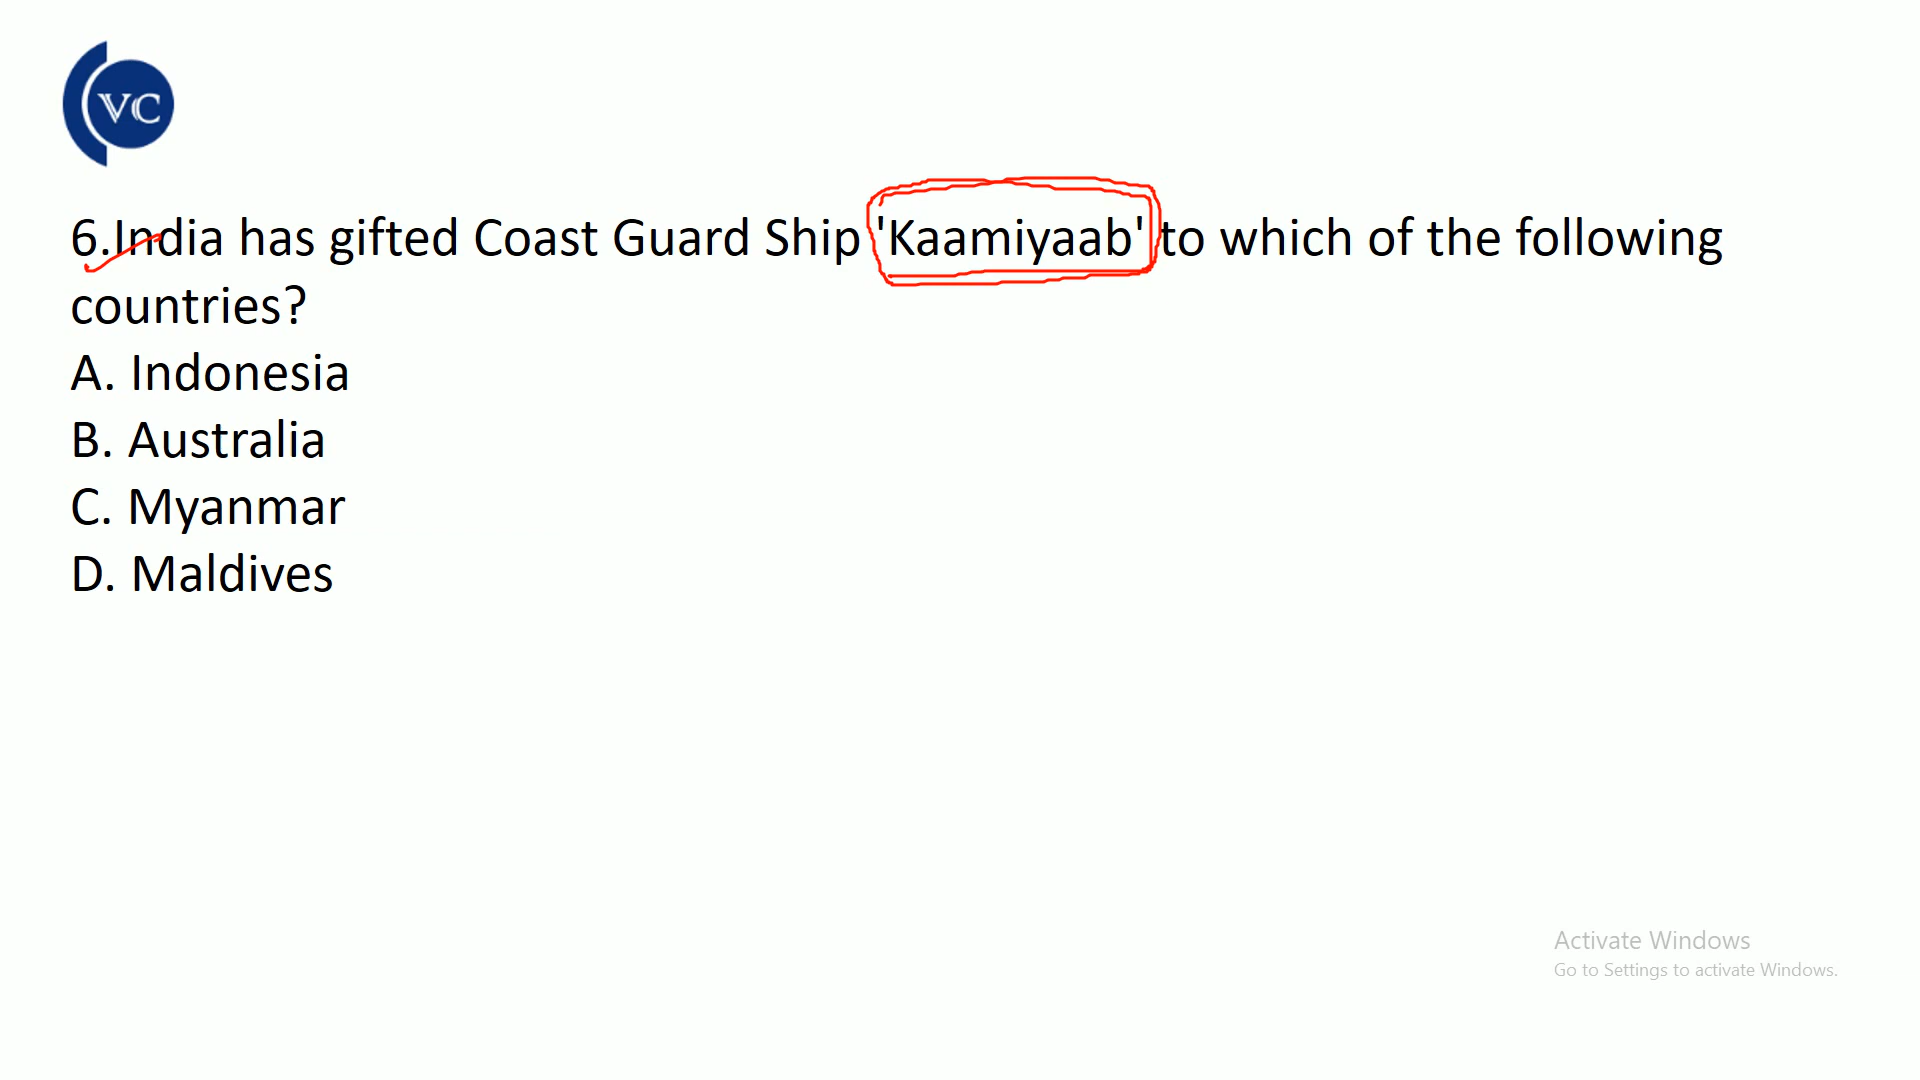 VC
6.India has gifted Coast Guard Ship 'Kaamiyaab' to which of the following
countries?
A. Indonesia
B. Australia
C. Myanmar
D. Maldives
Activate Windows
Go to Settings to activate Windows.